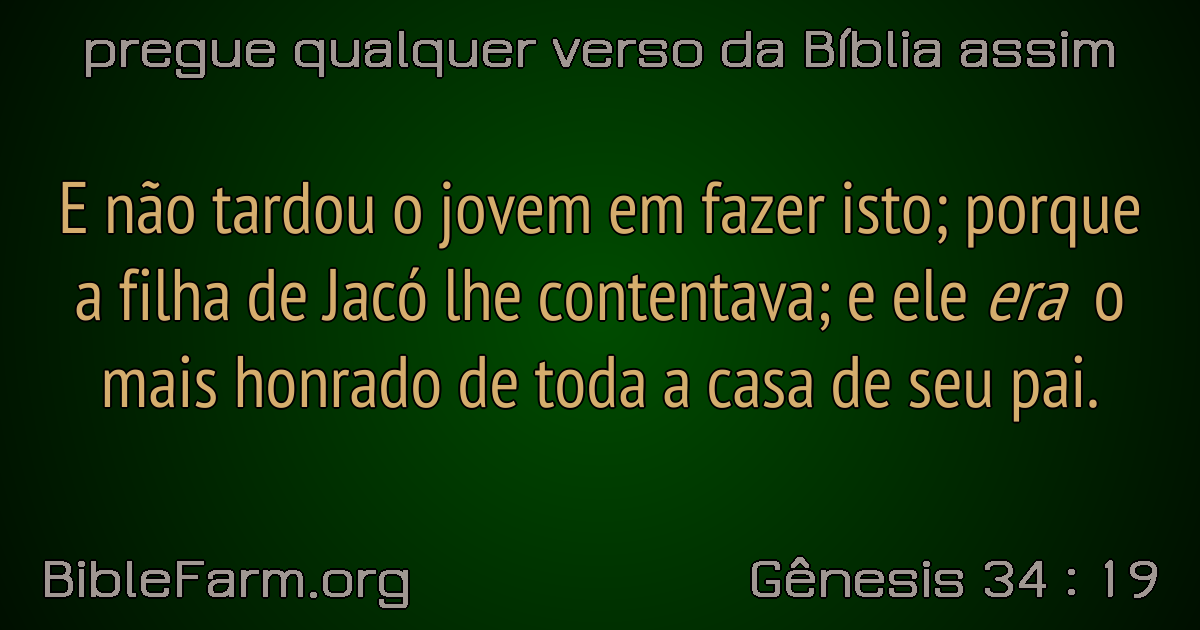 pregue qualquer verso da Bíblia assim
E não tardou o jovem em fazer isto; porque
a filha de Jacó lhe contentava; e ele era o
mais honrado de toda a casa de seu pai.
BibleFarm.org
Gênesis 34 : 19